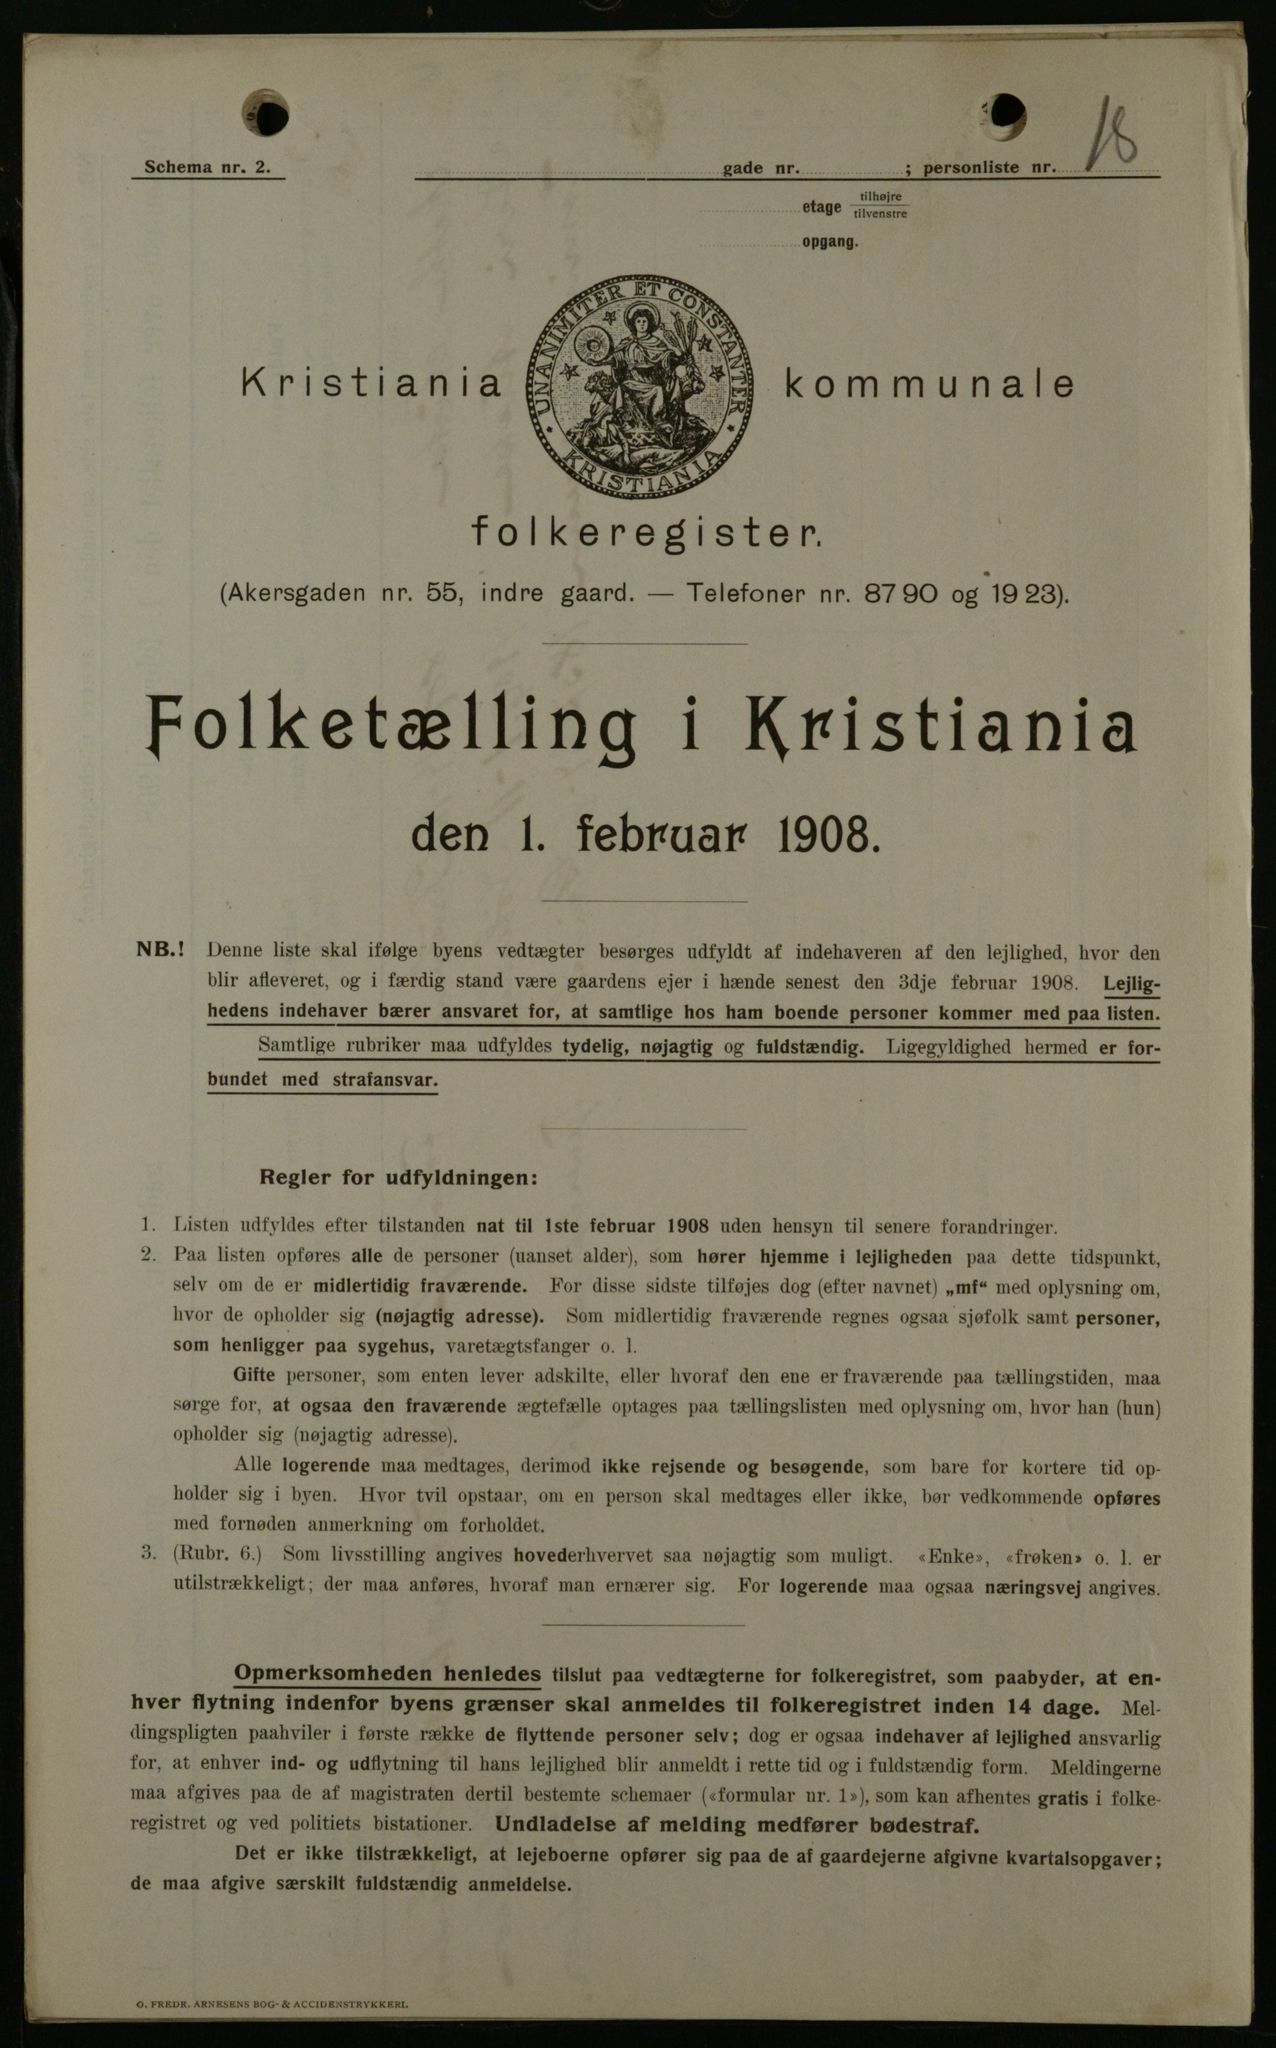 Schema nr. 2.
gade nr. ; personliste nr. 18
etage tilhøjre
tilvenstre
opgang.
UNANIMITER ET CONSTANTER
KRISTIANIA
Kristiania kommunale
folkeregister.
(Akersgaden nr. 55, indre gaard. — Telefoner nr. 87 90 og 19 23).
Folketælling i Kristiania
den 1. februar 1908.
NB.! Denne liste skal ifølge byens vedtægter besørges udfyldt af indehaveren af den lejlighed, hvor den
blir afleveret, og i færdig stand være gaardens ejer i hænde senest den 3dje februar 1908. Lejlig-
hedens indehaver bærer ansvaret for, at samtlige hos ham boende personer kommer med paa listen.
Samtlige rubriker maa udfyldes tydelig, nøjagtig og fuldstændig. Ligegyldighed hermed er for-
bundet med strafansvar.
Regler for udfyldningen:
1. Listen udfyldes efter tilstanden nat til 1ste februar 1908 uden hensyn til senere forandringer.
2. Paa listen opføres alle de personer (uanset alder), som hører hjemme i lejligheden paa dette tidspunkt,
selv om de er midlertidig fraværende. For disse sidste tilføjes dog (efter navnet) „mf“ med oplysning om,
hvor de opholder sig (nøjagtig adresse). Som midlertidig fraværende regnes ogsaa sjøfolk samt personer,
som henligger paa sygehus, varetægtsfanger o. l.
Gifte personer, som enten lever adskilte, eller hvoraf den ene er fraværende paa tællingstiden, maa
sørge for, at ogsaa den fraværende ægtefælle optages paa tællingslisten med oplysning om, hvor han (hun)
opholder sig (nøjagtig adresse).
Alle logerende maa medtages, derimod ikke rejsende og besøgende, som bare for kortere tid op-
holder sig i byen. Hvor tvil opstaar, om en person skal medtages eller ikke, bør vedkommende opføres
med fornøden anmerkning om forholdet.
3. (Rubr. 6.) Som livsstilling angives hovederhvervet saa nøjagtig som muligt. «Enke», «frøken» o. l. er
utilstrækkeligt; der maa anføres, hvoraf man ernærer sig. For logerende maa ogsaa næringsvej angives.
Opmerksomheden henledes tilslut paa vedtægterne for folkeregistret, som paabyder, at en-
hver flytning indenfor byens grænser skal anmeldes til folkeregistret inden 14 dage. Mel-
dingspligten paahviler i første række de flyttende personer selv; dog er ogsaa indehaver af lejlighed ansvarlig
for, at enhver ind- og udflytning til hans lejlighed blir anmeldt i rette tid og i fuldstændig form. Meldingerne
maa afgives paa de af magistraten dertil bestemte schemaer («formular nr. 1»), som kan afhentes gratis i folke-
registret og ved politiets bistationer. Undladelse af melding medfører bødestraf.
Det er ikke tilstrækkeligt, at lejeboerne opfører sig paa de af gaardejerne afgivne kvartalsopgaver;
de maa afgive særskilt fuldstændig anmeldelse.
O. FREDR. ARNESENS BOG- & ACCIDENSTRYKKERI.